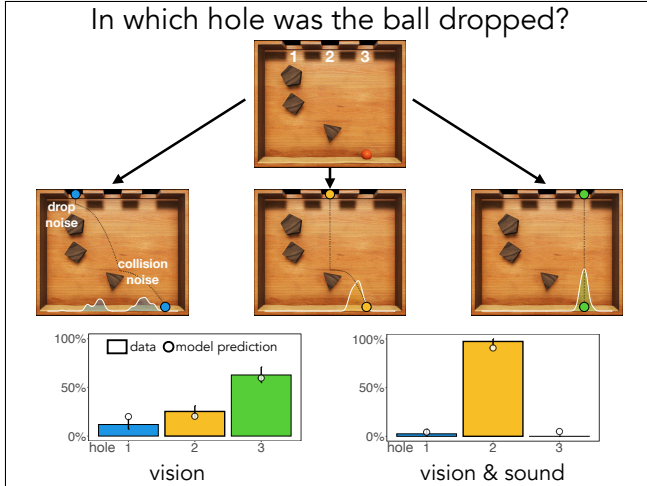 In which hole was the ball dropped?
1 2 3
drop
noise
collision
noise
100%
50%
0%
data model prediction
hole 1 2 3
vision
100%
50%
0%
hole 1 2 3
vision & sound